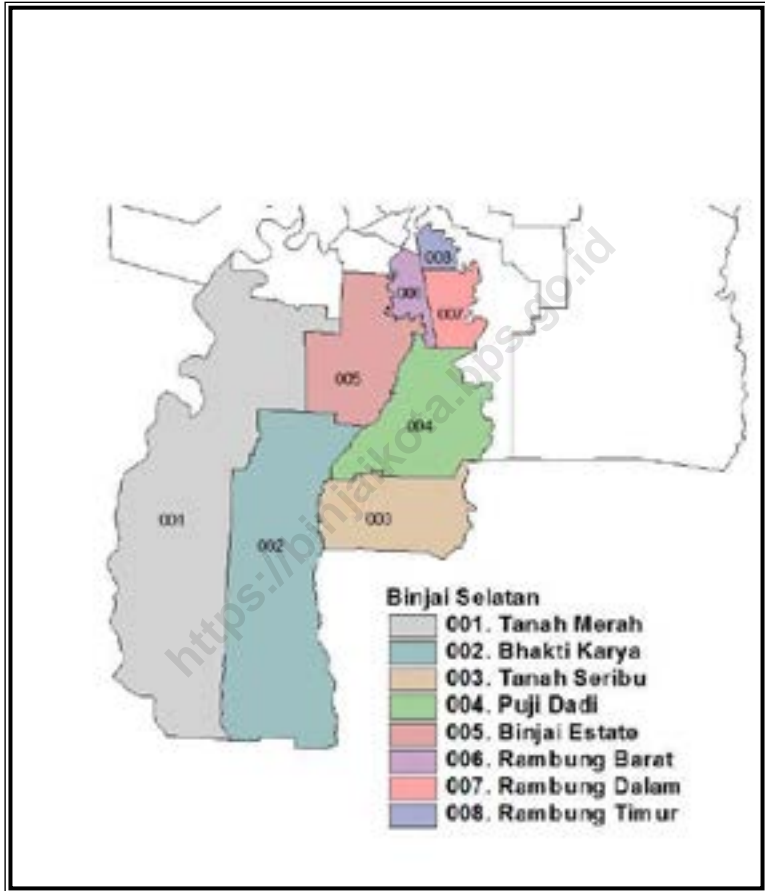 008
006
007
005
004
001
003
002
https://binjaikota.bps.go.id
Binjai Selatan
001. Tanah Merah
002. Bhakti Karya
003. Tanah Seribu
004. Puji Dadi
005. Binjai Estate
006. Rambung Barat
007. Rambung Dalam
008. Rambung Timur